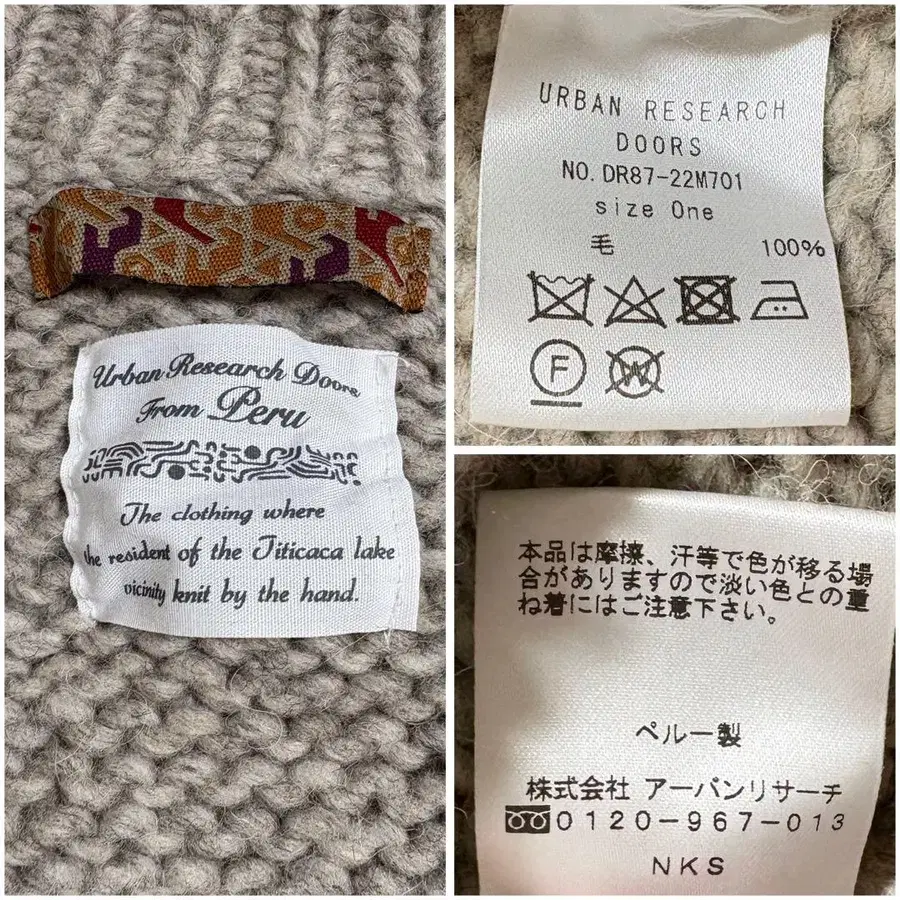 Urban Research Doors
From Peru
The clothing where
the resident of the Titicaca lake
vicinity knit by the hand.
URBAN RESEARCH
DOORS
NO. DR87-22M701
size One
毛 100%
F
W
本品は摩擦、汗等で色が移る場
合がありますので淡い色との重
ね着にはご注意下さい。
ペルー製
株式会社 アーバンリサーチ
0120-967-013
NKS